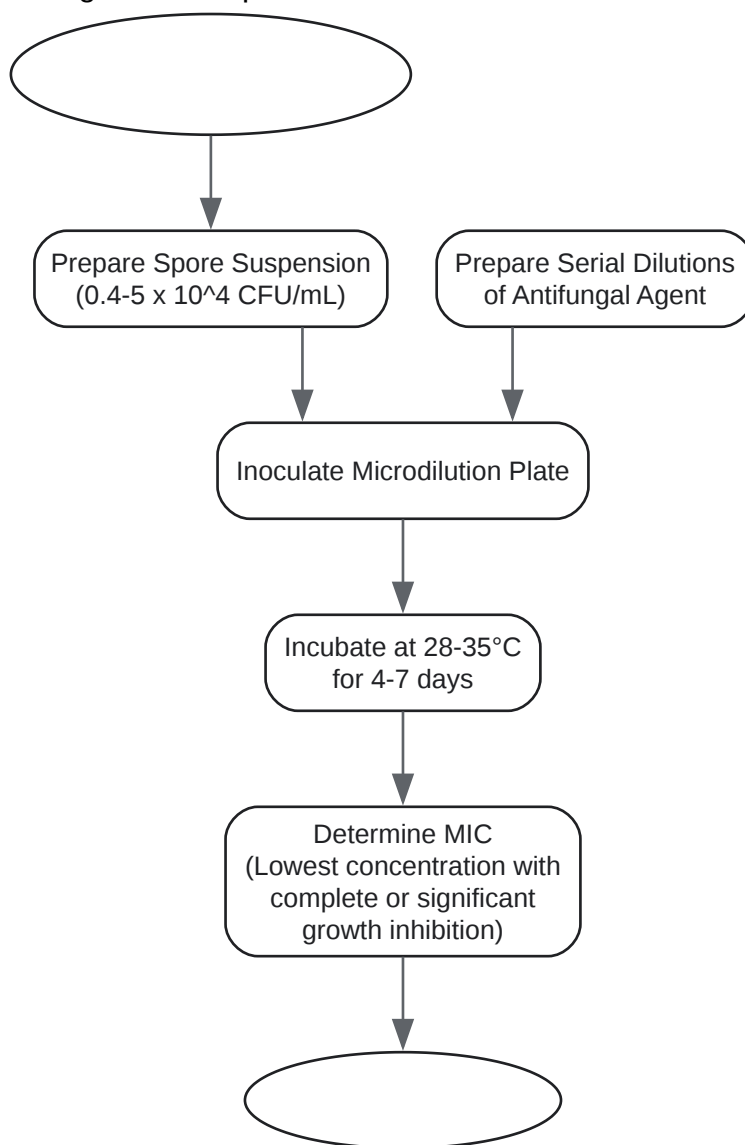 Prepare Spore Suspension
(0.4-5 x 10^4 CFU/mL)
Prepare Serial Dilutions
of Antifungal Agent
Inoculate Microdilution Plate
Incubate at 28-35°C
for 4-7 days
Determine MIC
(Lowest concentration with
complete or significant
growth inhibition)